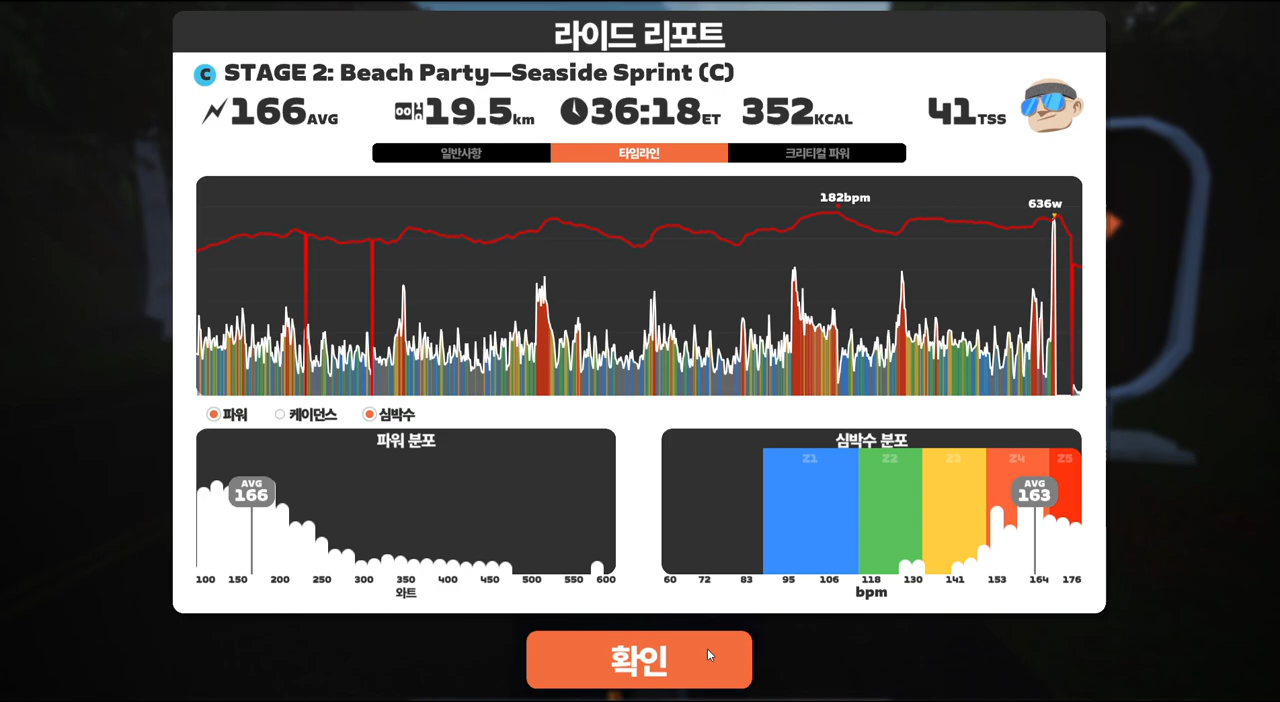 라이드 리포트
C STAGE 2: Beach Party—Seaside Sprint (C)
166AVG 19.5km 36:18ET 352KCAL 41TSS
일반사항 타임라인 크리티컬 파워
182bpm
636w
파워 케이던스 심박수
파워 분포
AVG
166
100 150 200 250 300 350 400 450 500 550 600
와트
심박수 분포
Z1 Z2 Z3 Z4 Z5
AVG
163
60 72 83 95 106 118 130 141 153 164 176
bpm
확인